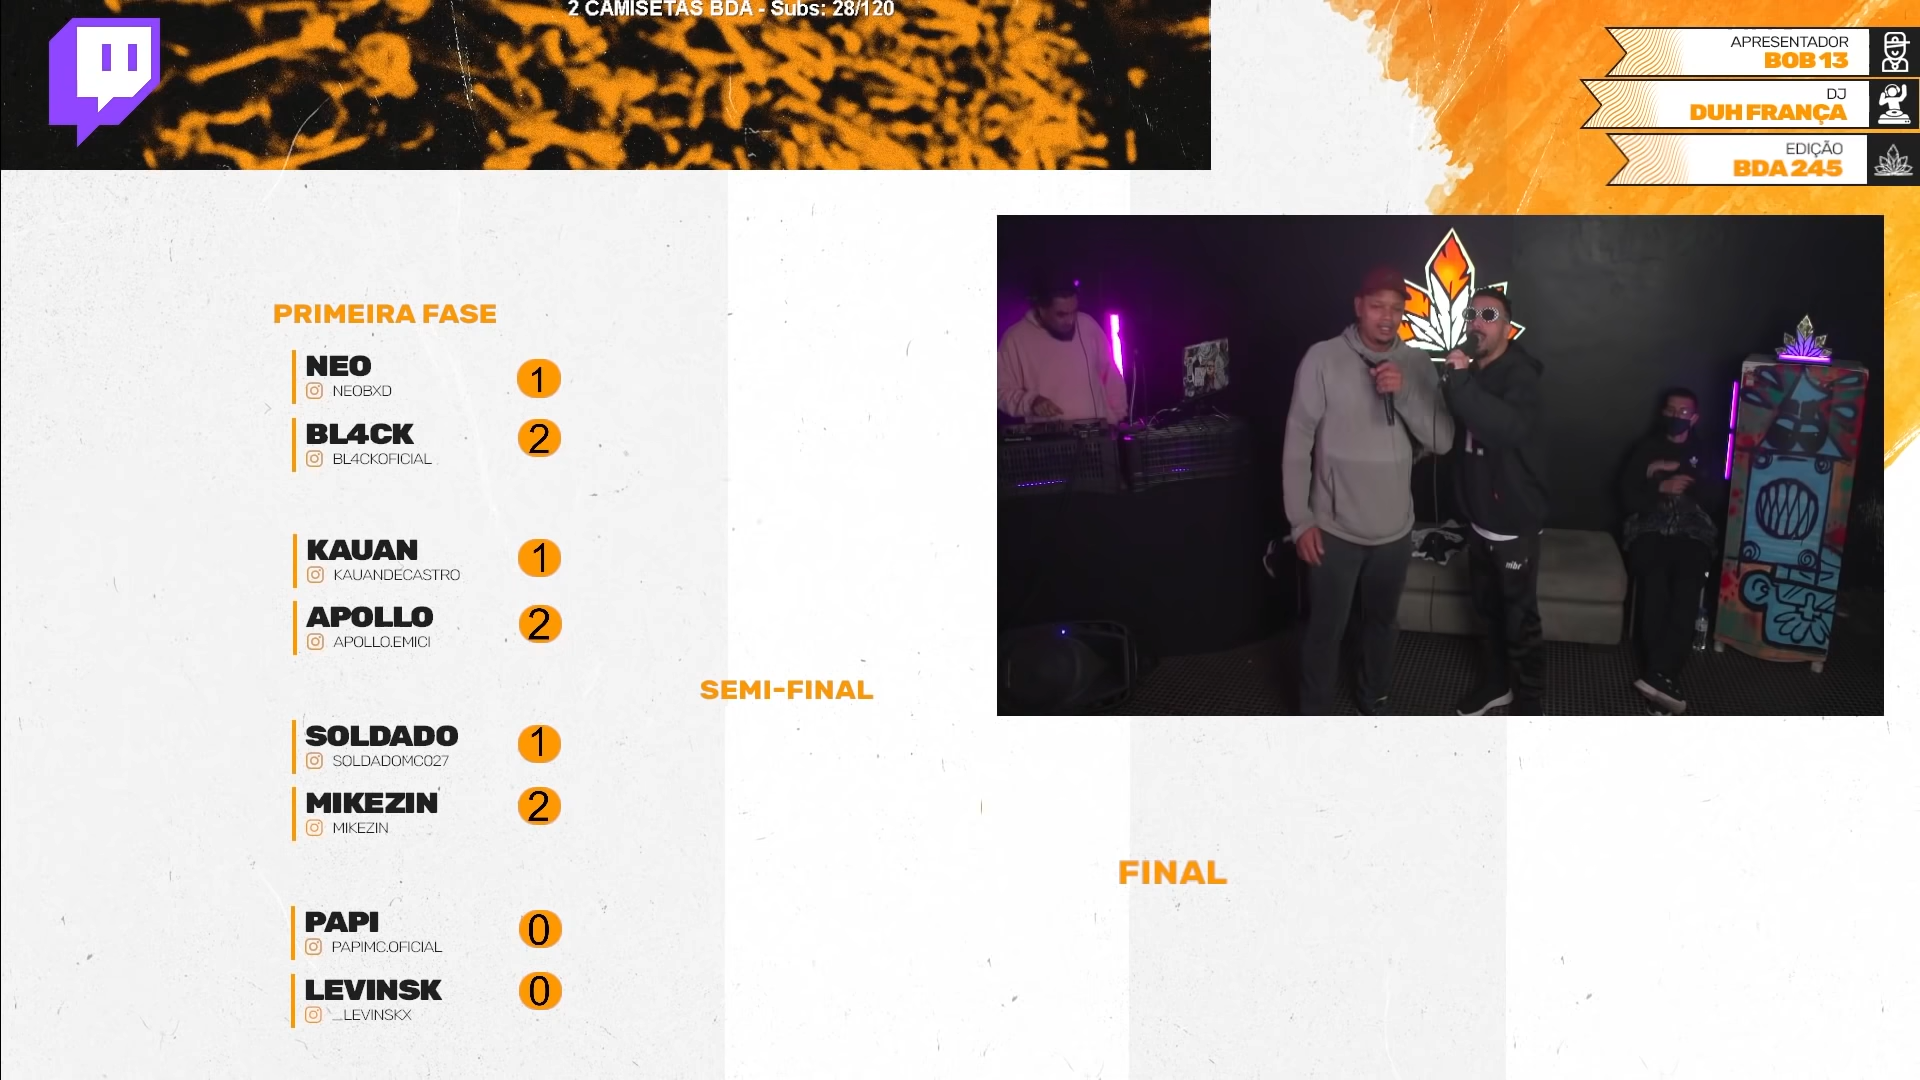 2 CAMISETAS BDA - Subs: 28/120
APRESENTADOR
BOB 13
DJ
DUH FRANÇA
EDIÇÃO
BDA 245
PRIMEIRA FASE
NEO
NEOBXD
1
BL4CK
BL4CKOFICIAL
2
KAUAN
KAUANDECASTRO
1
APOLLO
APOLLO.EMICI
2
SEMI-FINAL
SOLDADO
SOLDADOMC027
1
MIKEZIN
MIKEZIN
2
FINAL
PAPI
PAPIMC.OFICIAL
0
LEVINSK
_LEVINSKX
0
mibr